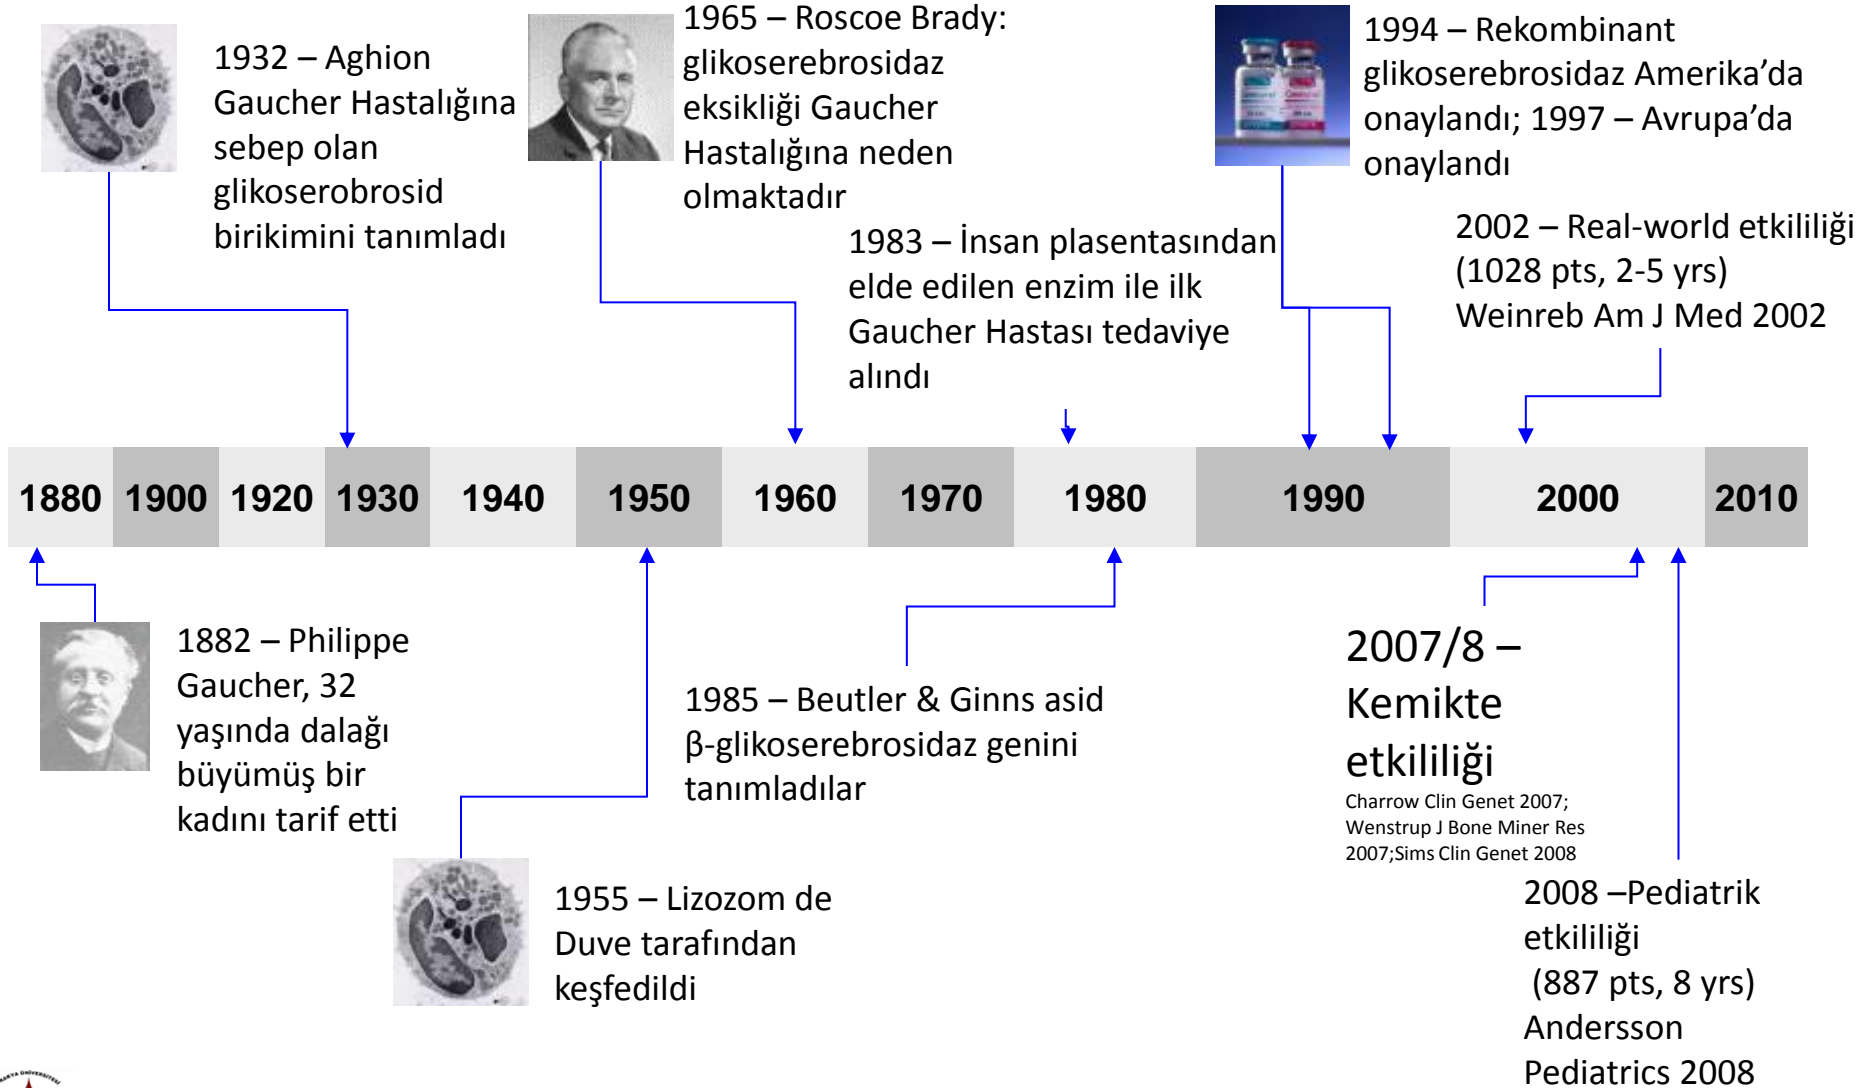 1932 – Aghion
Gaucher Hastalığına
sebep olan
glikoserobrosid
birikimini tanımladı
1965 – Roscoe Brady:
glikoserebrosidaz
eksikliği Gaucher
Hastalığına neden
olmaktadır
1983 – İnsan plasentasından
elde edilen enzim ile ilk
Gaucher Hastası tedaviye
alındı
1994 – Rekombinant
glikoserebrosidaz Amerika’da
onaylandı; 1997 – Avrupa’da
onaylandı
2002 – Real-world etkililiği
(1028 pts, 2-5 yrs)
Weinreb Am J Med 2002
1880 1900 1920 1930 1940 1950 1960 1970 1980 1990 2000 2010
1882 – Philippe
Gaucher, 32
yaşında dalağı
büyümüş bir
kadını tarif etti
1955 – Lizozom de
Duve tarafından
keşfedildi
1985 – Beutler & Ginns asid
β-glikoserebrosidaz genini
tanımladılar
2007/8 –
Kemikte
etkililiği
Charrow Clin Genet 2007;
Wenstrup J Bone Miner Res
2007;Sims Clin Genet 2008
2008 –Pediatrik
etkililiği
(887 pts, 8 yrs)
Andersson
Pediatrics 2008